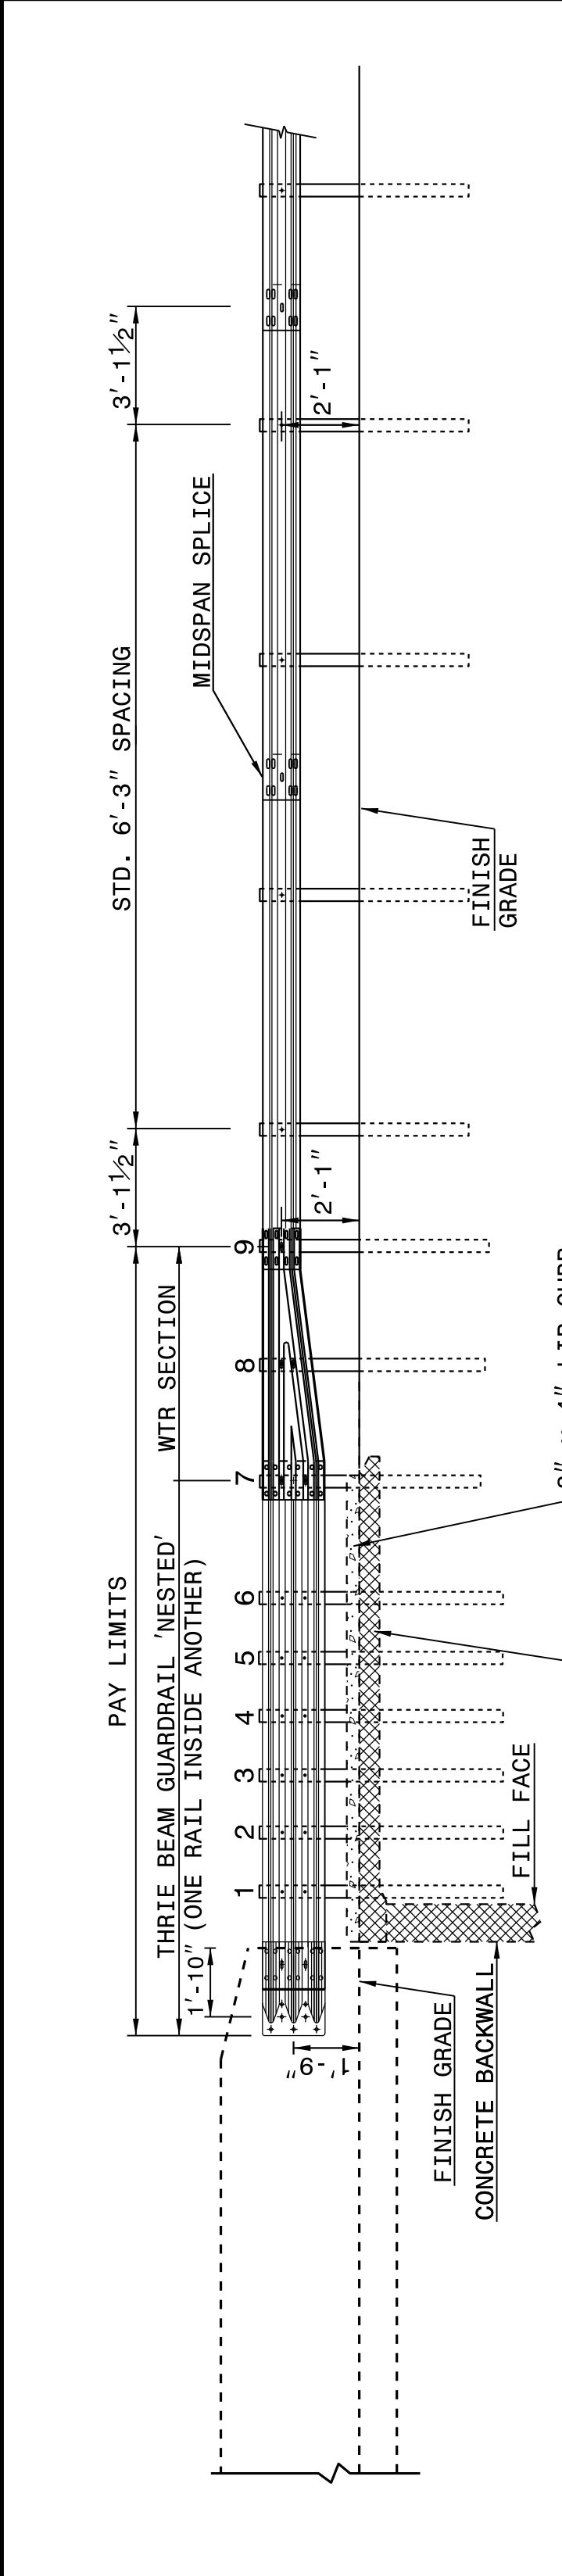 PAY LIMITS
3'-1½"
STD. 6'-3" SPACING
3'-1½"
THRIE BEAM GUARDRAIL 'NESTED'
(ONE RAIL INSIDE ANOTHER)
WTR SECTION
MIDSPAN SPLICE
1'-10"
1
2
3
4
5
6
7
8
9
1'-9"
2'-1"
2'-1"
FINISH GRADE
CONCRETE BACKWALL
FILL FACE
FINISH
GRADE